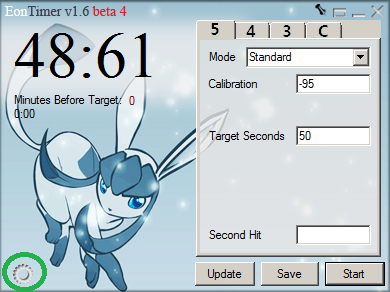 EonTimer v1.6 beta 4
48:61
Minutes Before Target: 0
0:00
5 4 3 C
Mode Standard
Calibration -95
Target Seconds 50
Second Hit
Update Save Start